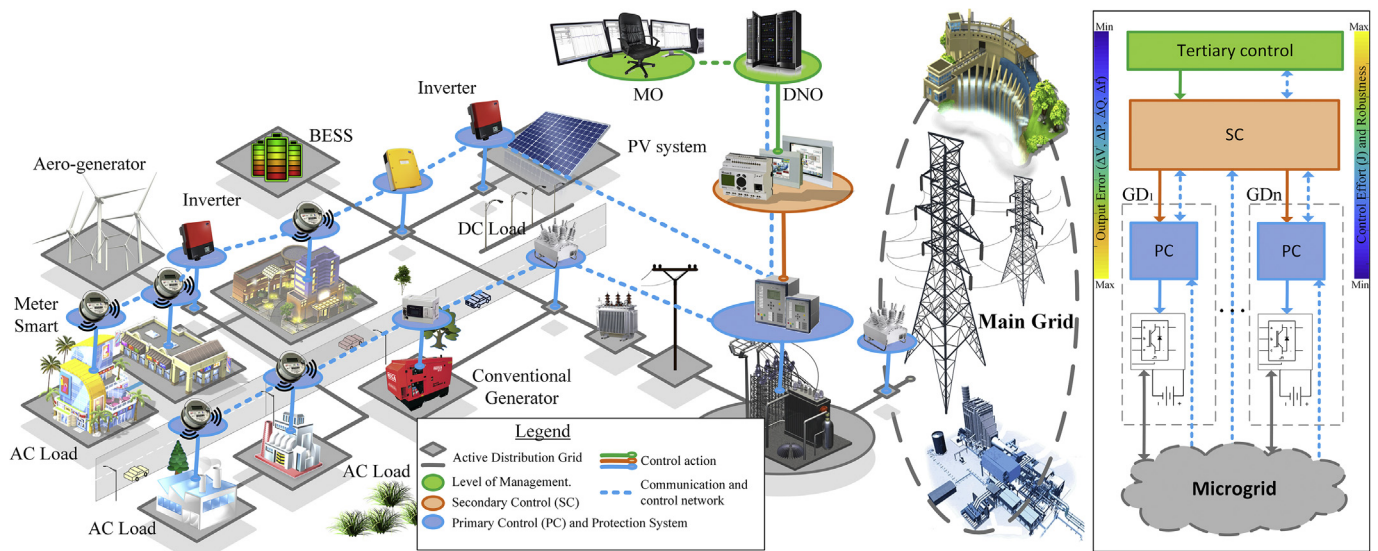 MO
DNO
Inverter
BESS
PV system
Aero-generator
Inverter
DC Load
Meter
Smart
Main Grid
Conventional
Generator
AC Load
AC Load
AC Load
Legend
Active Distribution Grid
Level of Management.
Secondary Control (SC)
Primary Control (PC) and Protection System
Control action
Communication and
control network
Min
Output Error (ΔV, ΔP, ΔQ, Δf)
Max
Tertiary control
SC
GD1
GDn
PC
PC
....
Microgrid
Max
Control Effort (J) and Robustness
Min